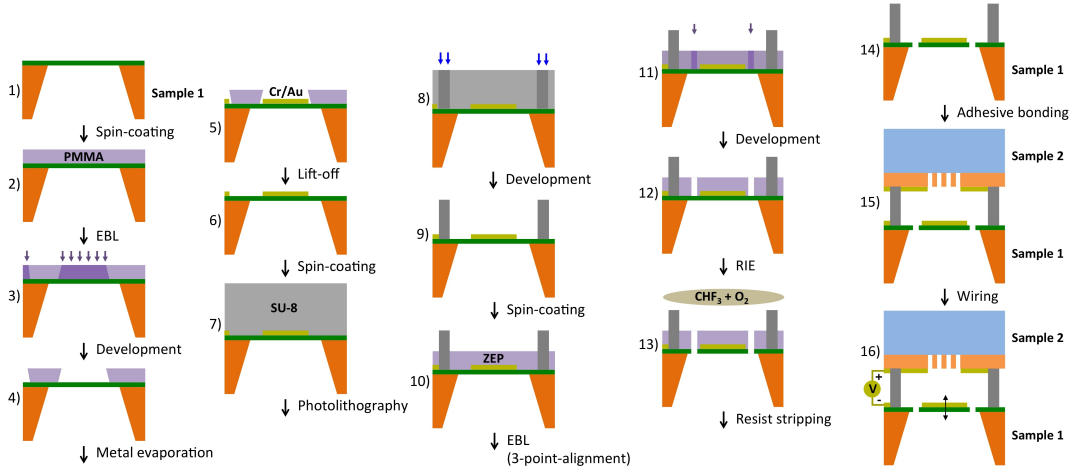 1)
Sample 1
Spin-coating
PMMA
2)
EBL
3)
Development
4)
Metal evaporation
Cr/Au
5)
Lift-off
6)
Spin-coating
SU-8
7)
Photolithography
8)
Development
9)
Spin-coating
ZEP
10)
EBL
(3-point-alignment)
11)
Development
12)
RIE
CHF₃ + O₂
13)
Resist stripping
14)
Sample 1
Adhesive bonding
Sample 2
15)
Sample 1
Wiring
Sample 2
16)
+
V
-
Sample 1